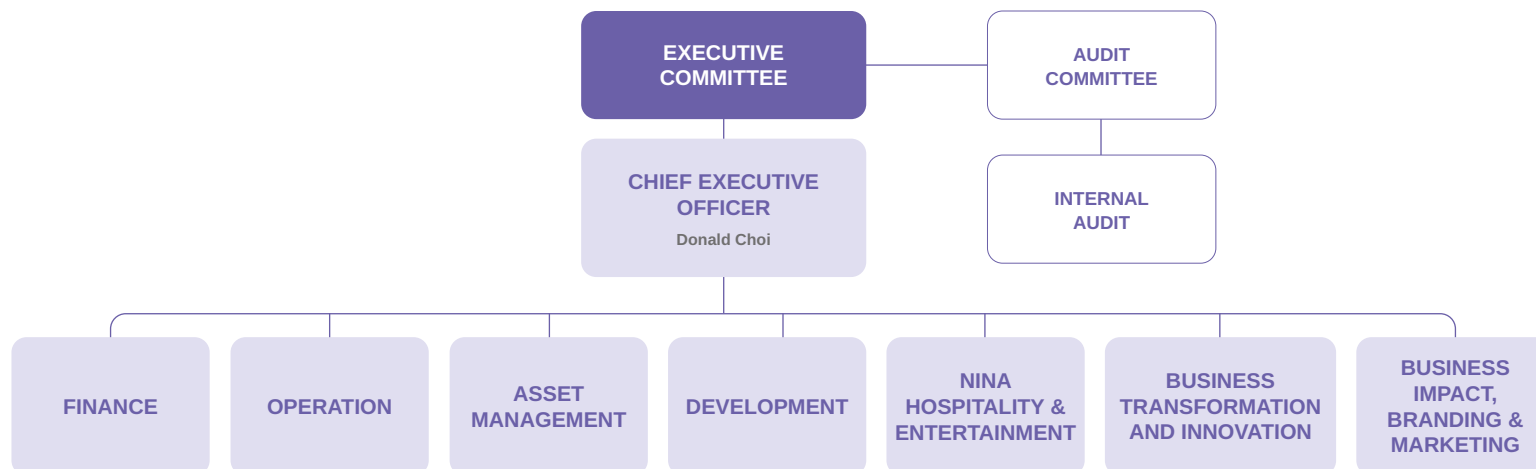 EXECUTIVE
COMMITTEE
AUDIT
COMMITTEE
CHIEF EXECUTIVE
OFFICER
Donald Choi
INTERNAL
AUDIT
FINANCE
OPERATION
ASSET
MANAGEMENT
DEVELOPMENT
NINA
HOSPITALITY &
ENTERTAINMENT
BUSINESS
TRANSFORMATION
AND INNOVATION
BUSINESS
IMPACT,
BRANDING &
MARKETING